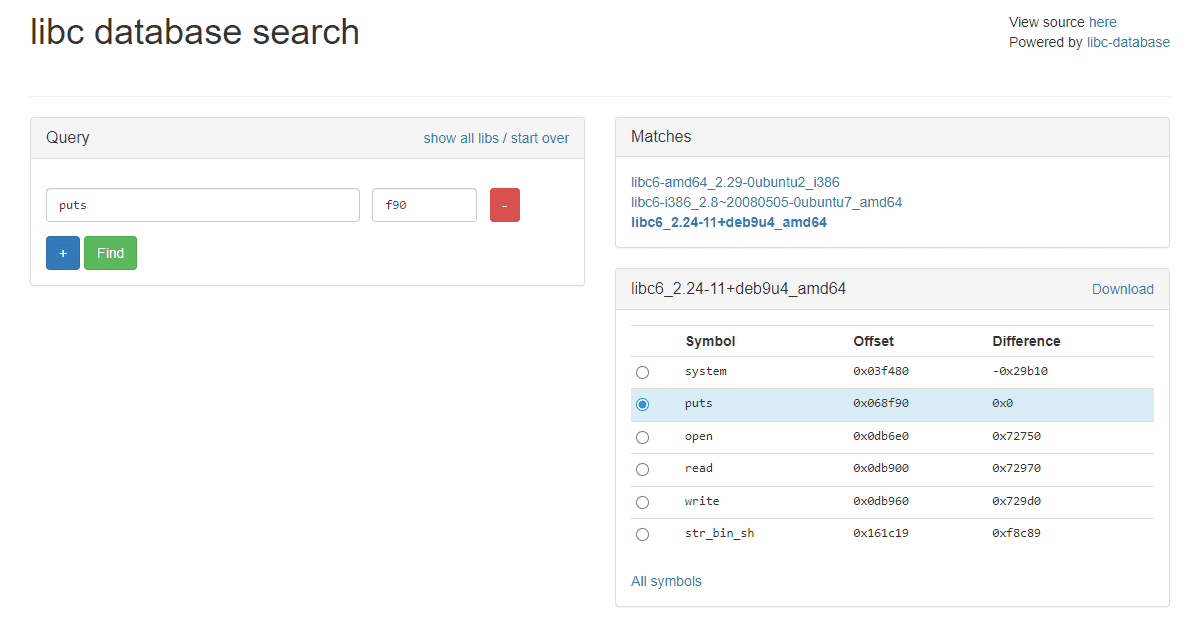 libc database search
View source here
Powered by libc-database
Query
show all libs / start over
puts
f90
-
+
Find
Matches
libc6-amd64_2.29-0ubuntu2_i386
libc6-i386_2.8~20080505-0ubuntu7_amd64
libc6_2.24-11+deb9u4_amd64
libc6_2.24-11+deb9u4_amd64
Download
Symbol Offset Difference
system 0x03f480 -0x29b10
puts 0x068f90 0x0
open 0x0db6e0 0x72750
read 0x0db900 0x72970
write 0x0db960 0x729d0
str_bin_sh 0x161c19 0xf8c89
All symbols